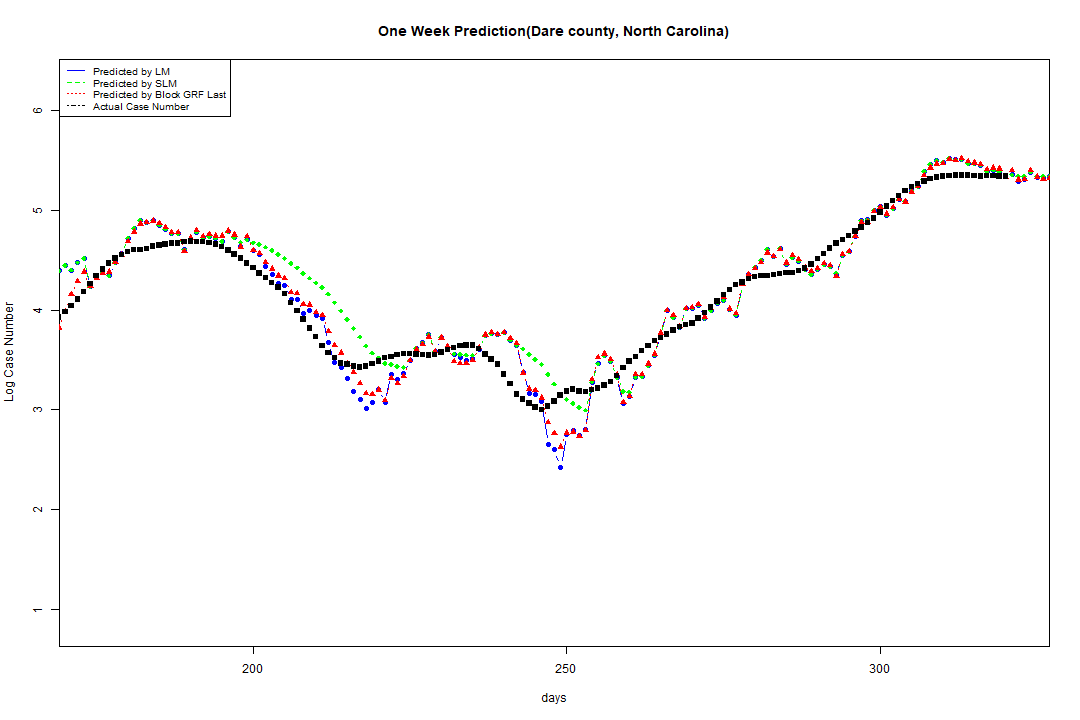 One Week Prediction(Dare county, North Carolina)
Predicted by LM
Predicted by SLM
Predicted by Block GRF Last
Actual Case Number
6
5
4
3
2
1
Log Case Number
200
250
300
days